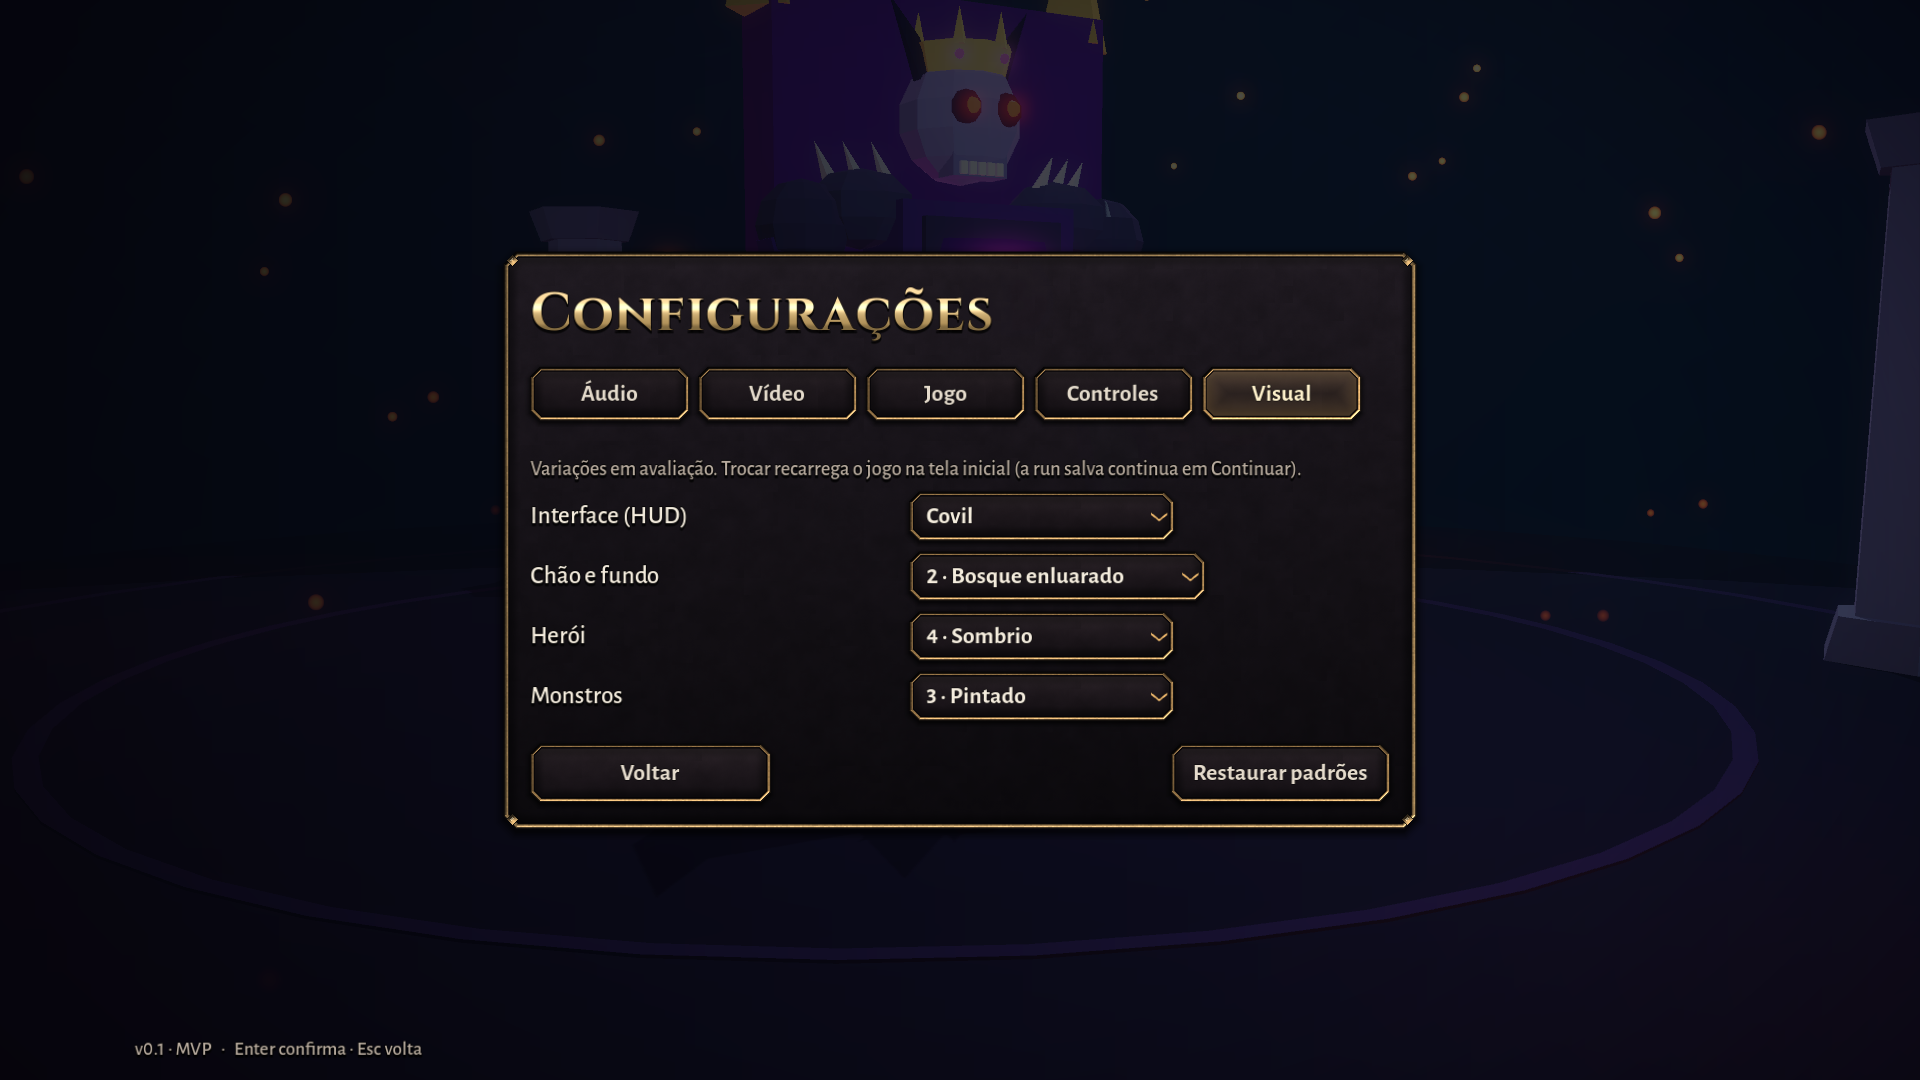 Configurações
Áudio Vídeo Jogo Controles Visual
Variações em avaliação. Trocar recarrega o jogo na tela inicial (a run salva continua em Continuar).
Interface (HUD) Covil
Chão e fundo 2 · Bosque enluarado
Herói 4 · Sombrio
Monstros 3 · Pintado
Voltar Restaurar padrões
v0.1 · MVP · Enter confirma · Esc volta